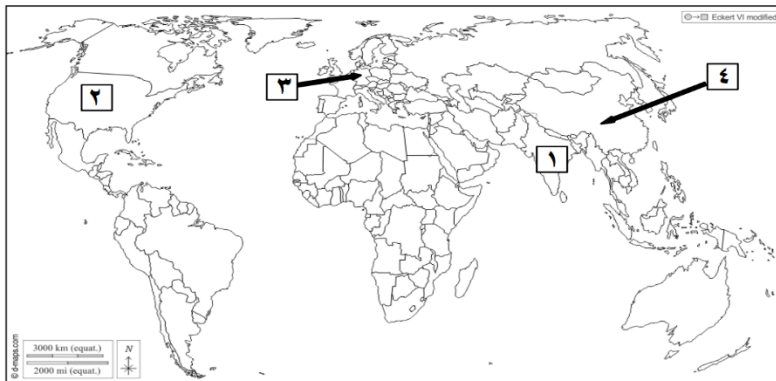 Eckert VI modified
٤
٣
٢
١
3000 km (equat.)
2000 mi (equat.)
N
© d-maps.com